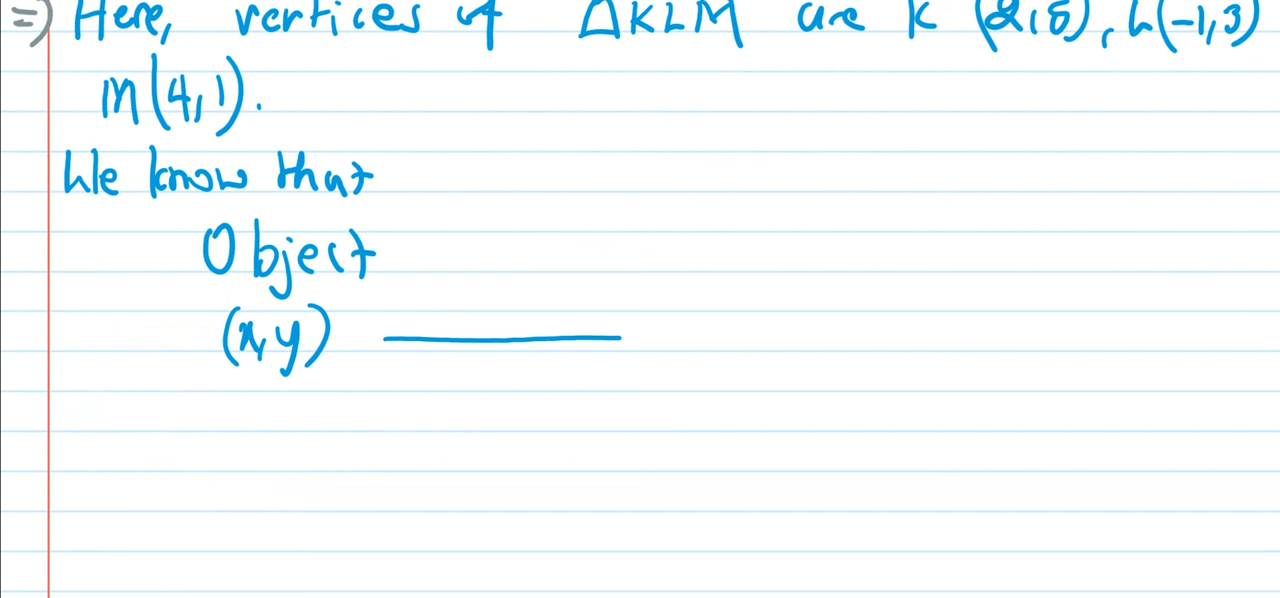 =) Here, vertices of ΔKLM are K (2,5), L(-1,3)
M(4,1).
We know that
Object
(x,y)